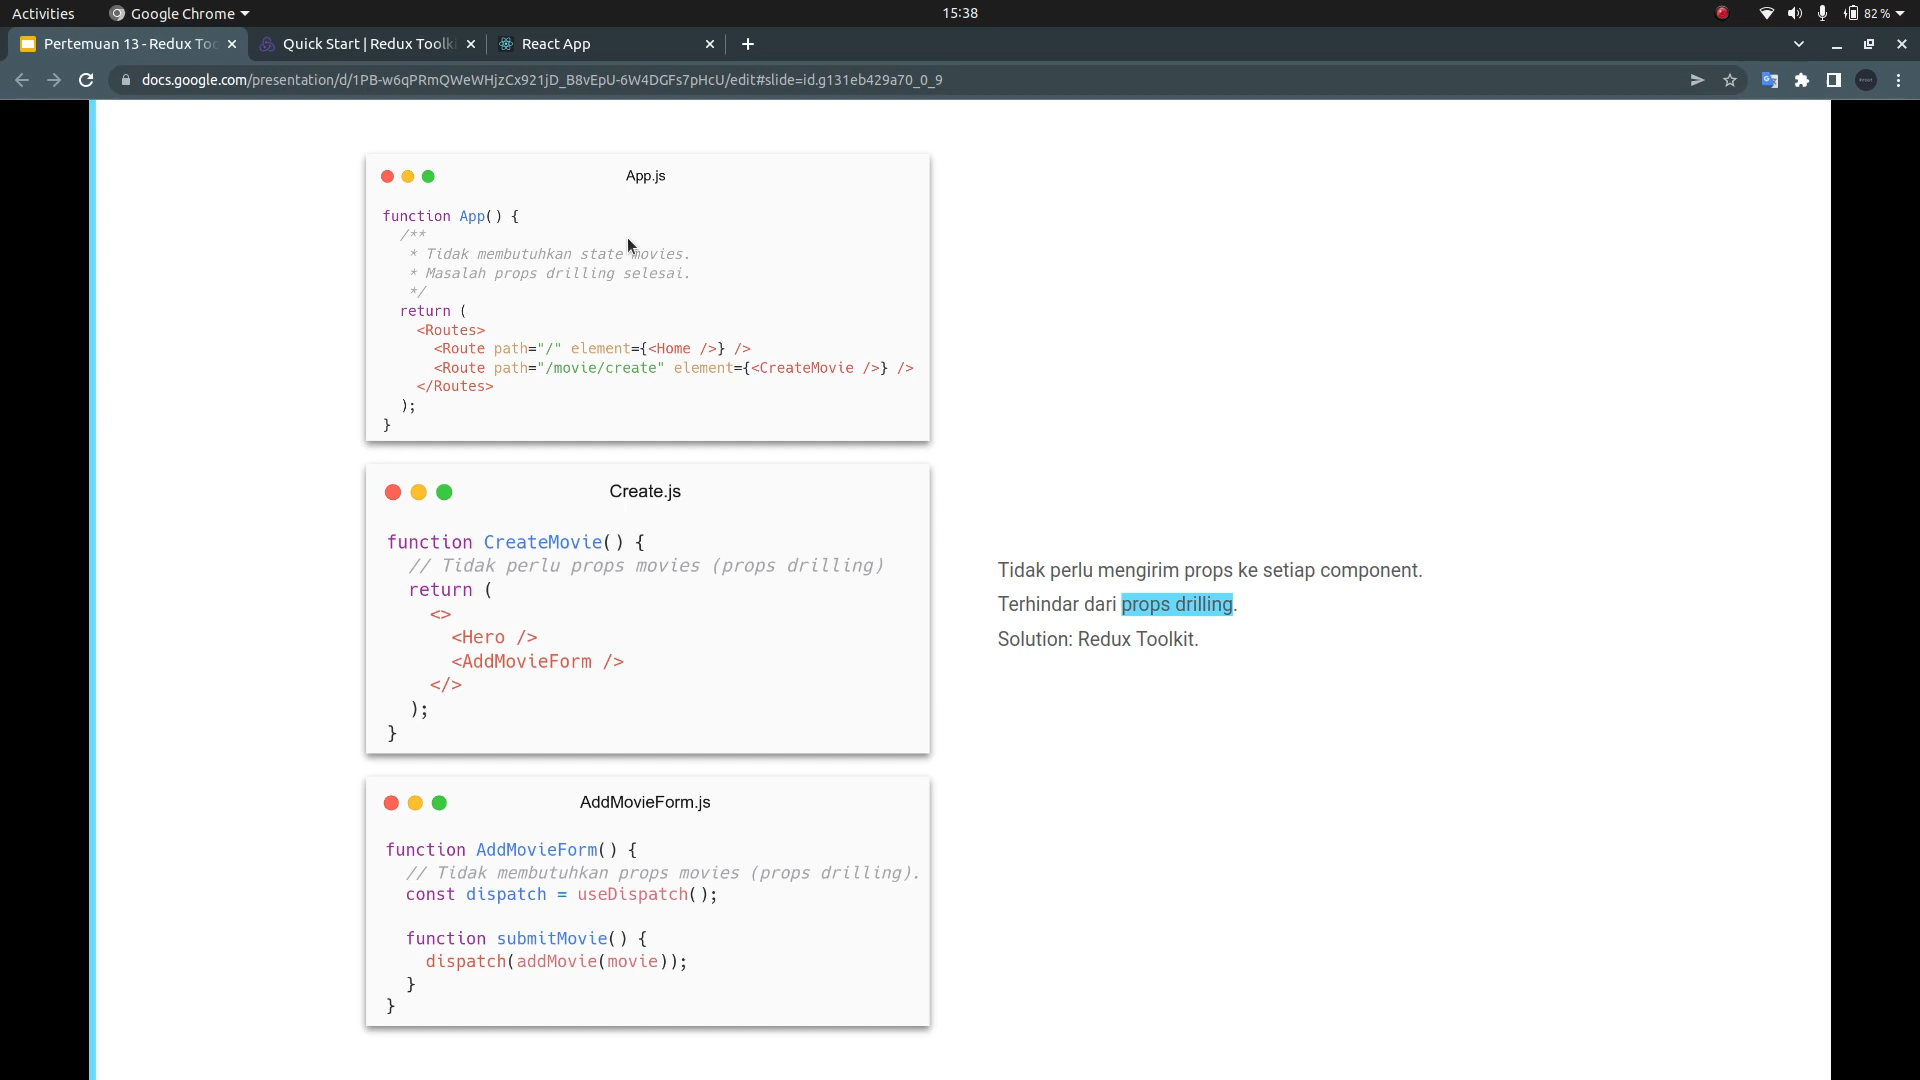 Activities
Google Chrome
15:38
82 %
Pertemuan 13 - Redux Too
Quick Start | Redux Toolki
React App
docs.google.com/presentation/d/1PB-w6qPRmQWeWHjzCx921jD_B8vEpU-6W4DGFs7pHcU/edit#slide=id.g131eb429a70_0_9
App.js
function App() {
/**
* Tidak membutuhkan state movies.
* Masalah props drilling selesai.
*/
return (
<Routes>
<Route path="/" element={<Home />} />
<Route path="/movie/create" element={<CreateMovie />} />
</Routes>
);
}
Create.js
function CreateMovie() {
// Tidak perlu props movies (props drilling)
return (
<>
<Hero />
<AddMovieForm />
</>
);
}
AddMovieForm.js
function AddMovieForm() {
// Tidak membutuhkan props movies (props drilling).
const dispatch = useDispatch();
function submitMovie() {
dispatch(addMovie(movie));
}
}
Tidak perlu mengirim props ke setiap component.
Terhindar dari props drilling.
Solution: Redux Toolkit.